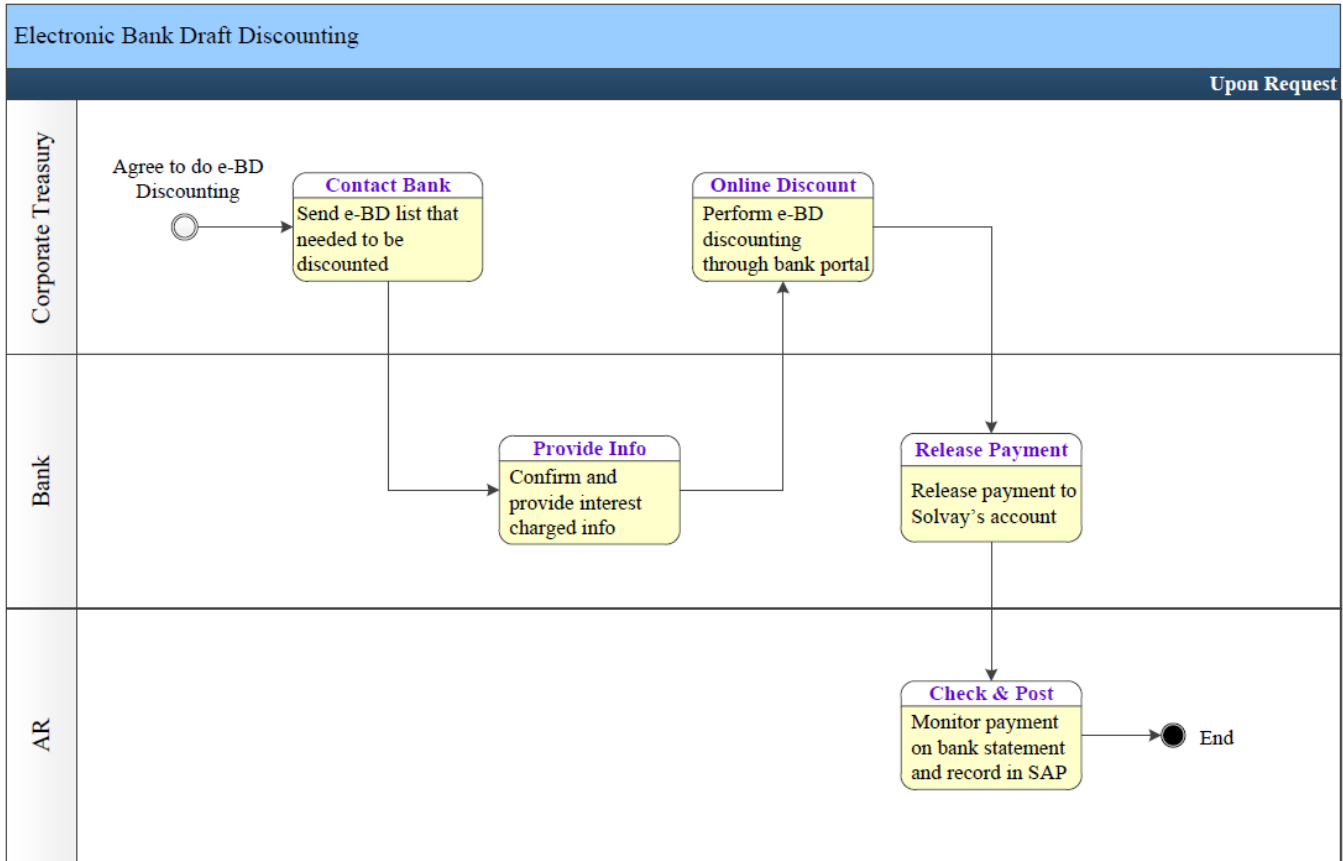 Electronic Bank Draft Discounting
Upon Request
Corporate Treasury
Agree to do e-BD
Discounting
Contact Bank
Send e-BD list that
needed to be
discounted
Online Discount
Perform e-BD
discounting
through bank portal
Bank
Provide Info
Confirm and
provide interest
charged info
Release Payment
Release payment to
Solvay’s account
AR
Check & Post
Monitor payment
on bank statement
and record in SAP
End